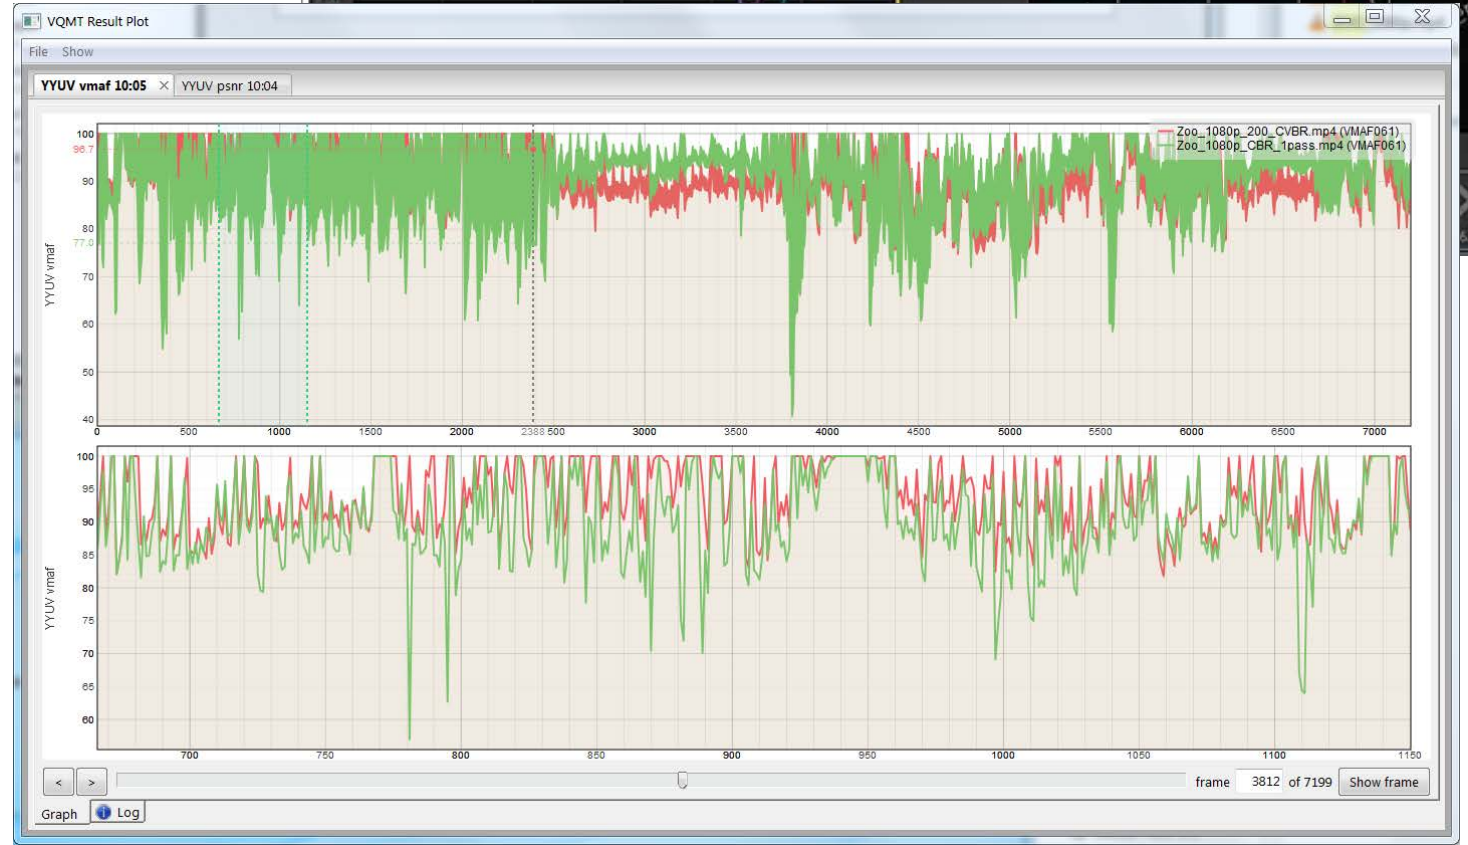 VQMT Result Plot
File Show
YYUV vmaf 10:05 YYUV psnr 10:04
Zoo_1080p_200_CVBR.mp4 (VMAF061)
Zoo_1080p_CBR_1pass.mp4 (VMAF061)
100
96.7
90
80
77.0
70
60
50
40
YYUV vmaf
0 500 1000 1500 2000 2388 500 3000 3500 4000 4500 5000 5500 6000 6500 7000
100
95
90
85
80
75
70
65
60
YYUV vmaf
700 750 800 850 900 950 1000 1050 1100 1150
< > frame 3812 of 7199 Show frame
Graph Log